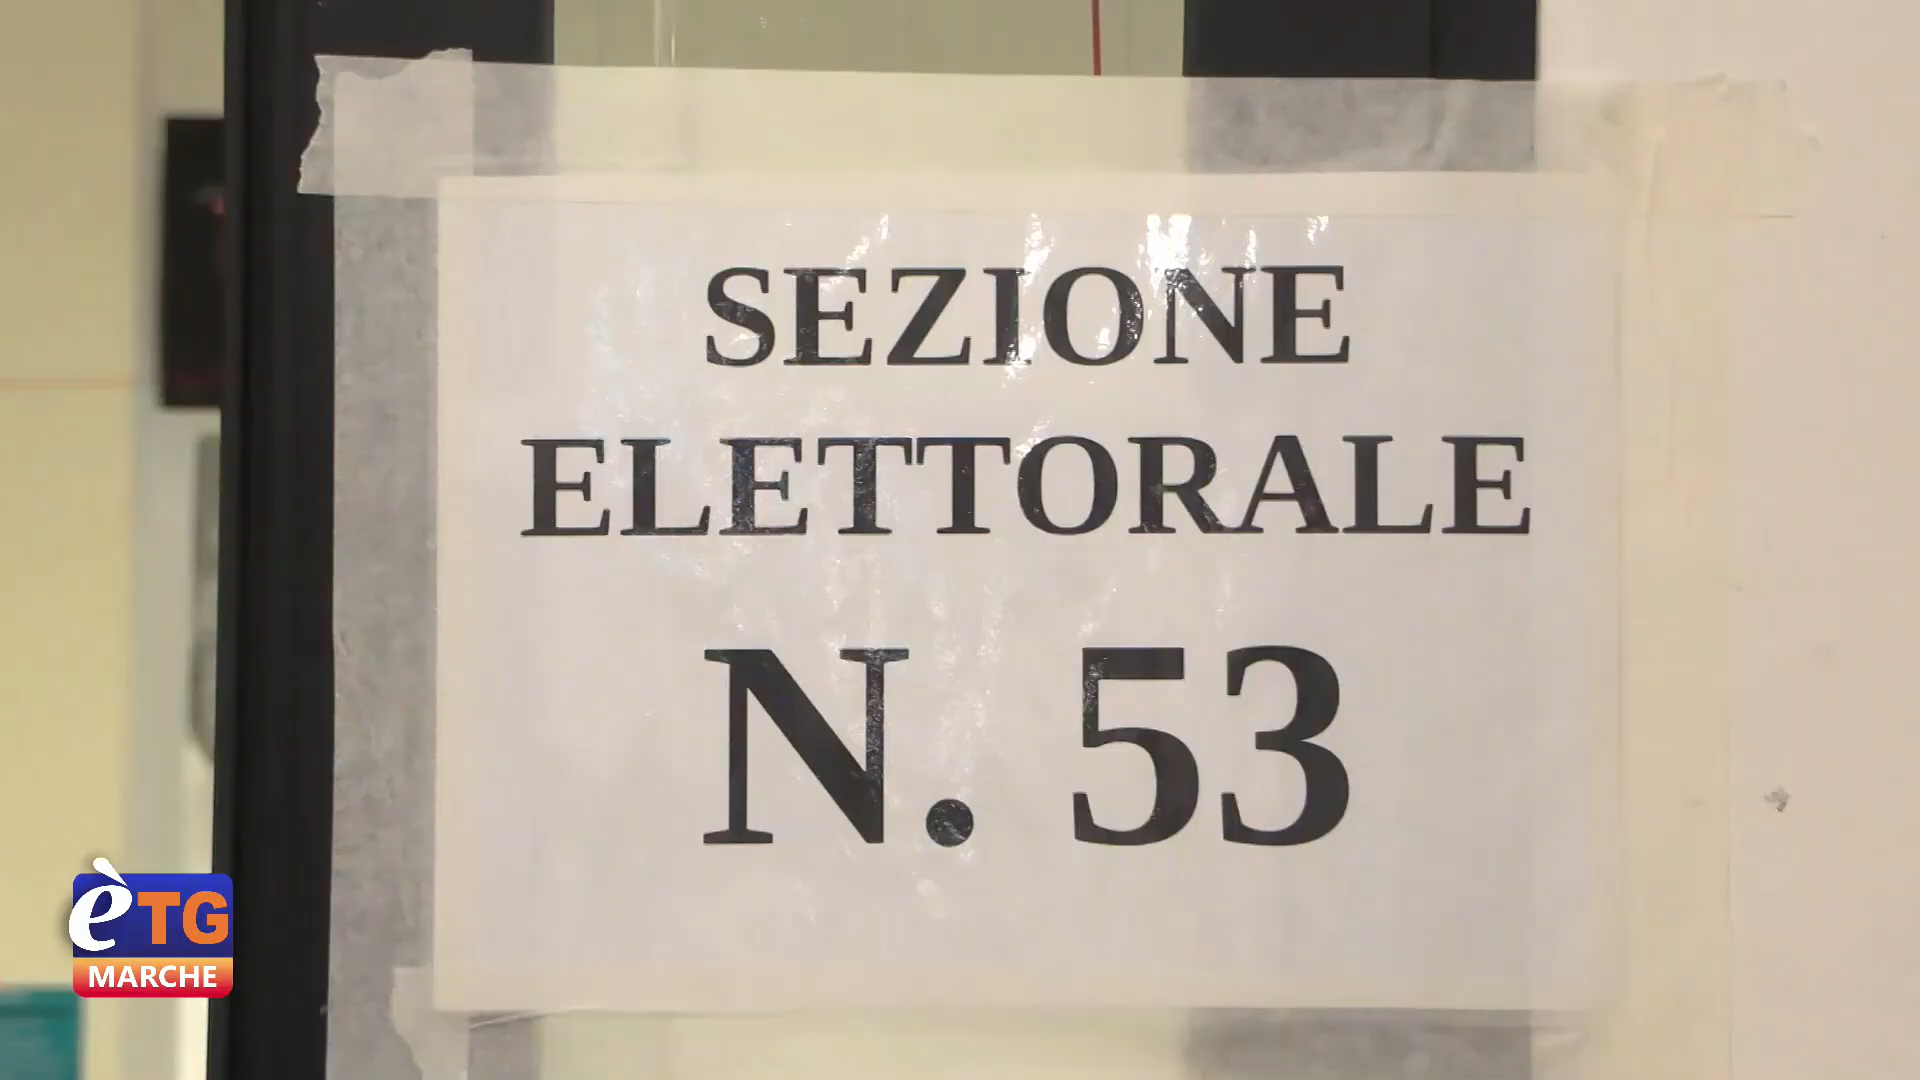 SEZIONE
ELETTORALE
N. 53
èTG
MARCHE